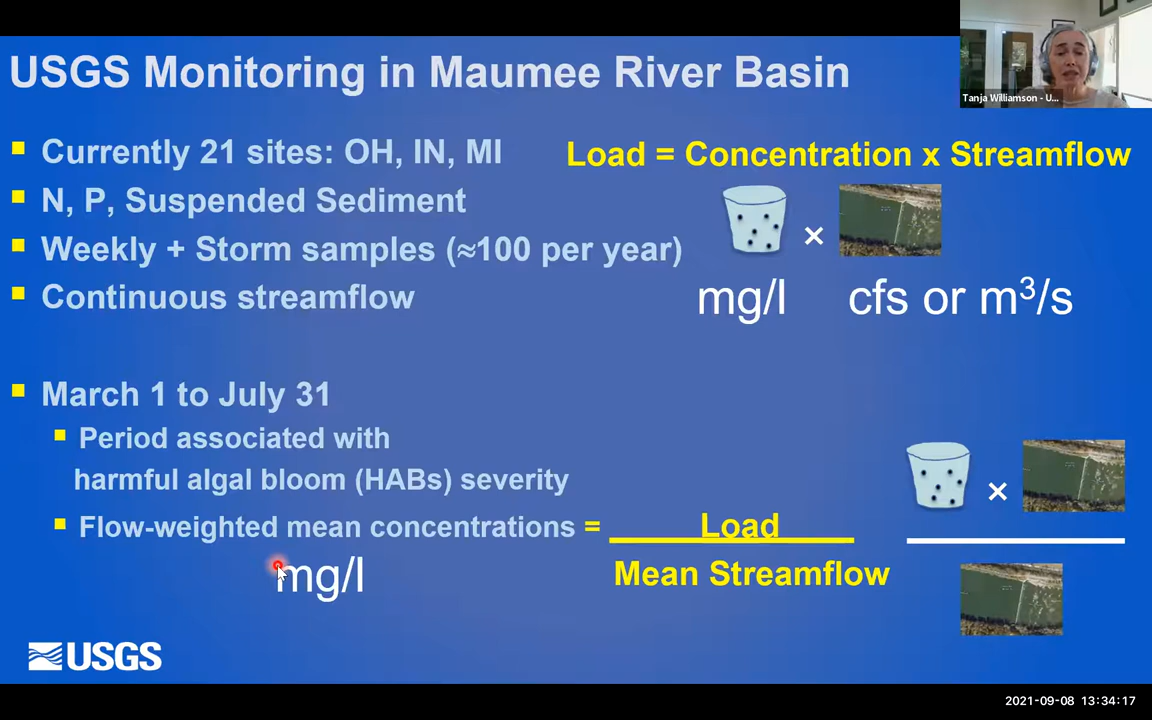 USGS Monitoring in Maumee River Basin
Tanja Williamson - U...
Currently 21 sites: OH, IN, MI
Load = Concentration x Streamflow
N, P, Suspended Sediment
×
Weekly + Storm samples (≈100 per year)
Continuous streamflow
mg/l cfs or m³/s
March 1 to July 31
Period associated with
harmful algal bloom (HABs) severity
×
Flow-weighted mean concentrations = Load
Mean Streamflow
mg/l
USGS
2021-09-08 13:34:17